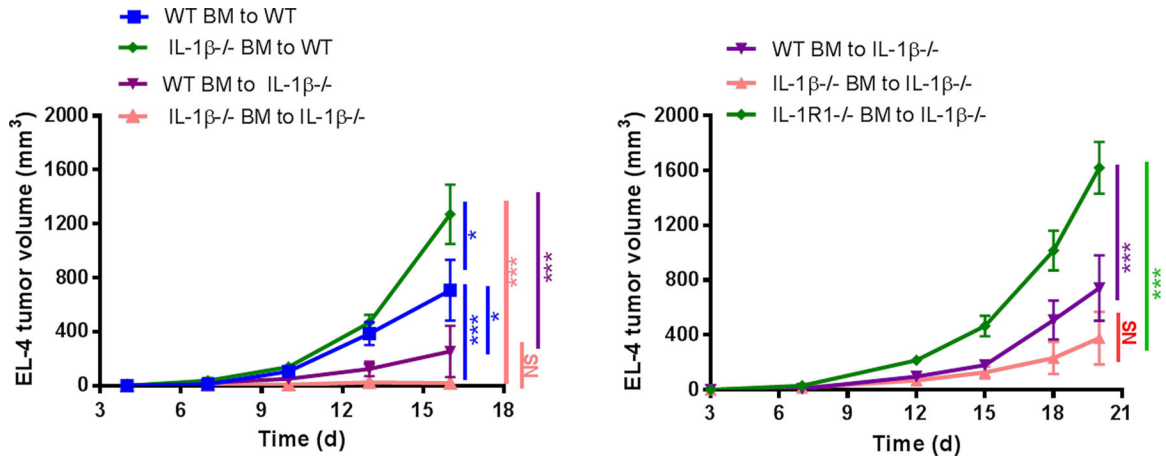 WT BM to WT
IL-1β-/- BM to WT
WT BM to IL-1β-/-
IL-1β-/- BM to IL-1β-/-
EL-4 tumor volume (mm³)
2000
1600
1200
800
400
0
3 6 9 12 15 18
Time (d)
*
***
*
***
NS
***
WT BM to IL-1β-/-
IL-1β-/- BM to IL-1β-/-
IL-1R1-/- BM to IL-1β-/-
EL-4 tumor volume (mm³)
2000
1600
1200
800
400
0
3 6 9 12 15 18 21
Time (d)
***
NS
***